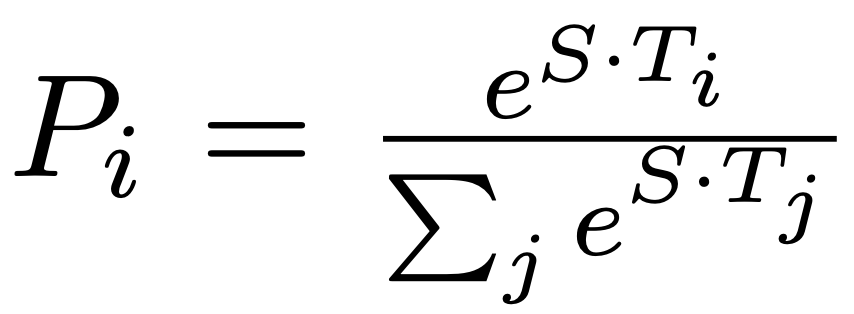 P_i = \frac{e^{S \cdot T_i}}{\sum_j e^{S \cdot T_j}}